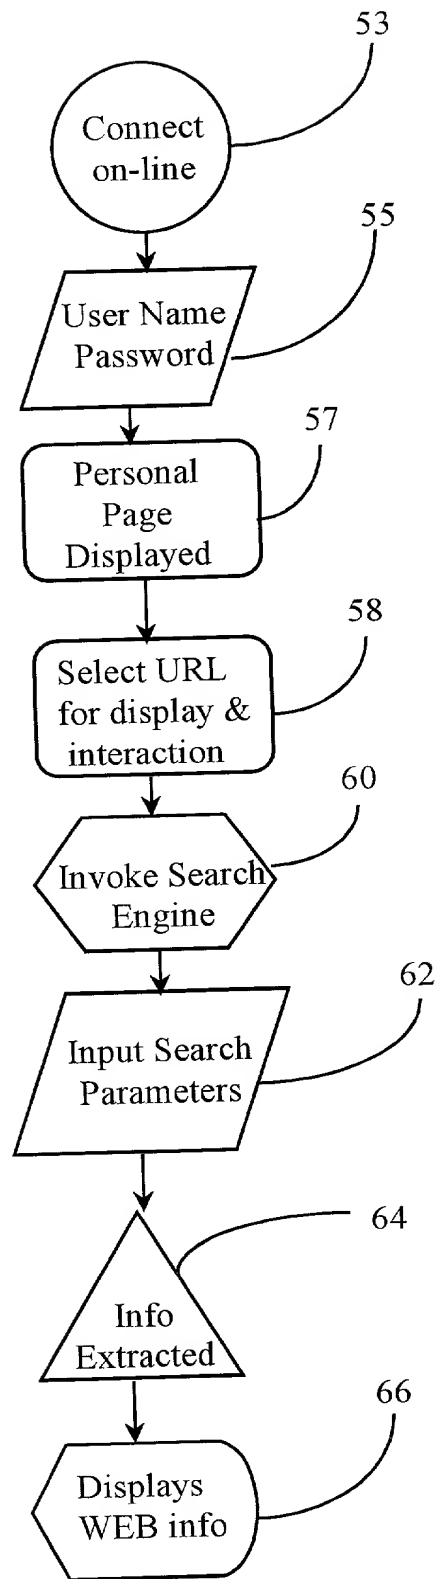 53
Connect
on-line
55
User Name
Password
57
Personal
Page
Displayed
58
Select URL
for display &
interaction
60
Invoke Search
Engine
62
Input Search
Parameters
64
Info
Extracted
66
Displays
WEB info